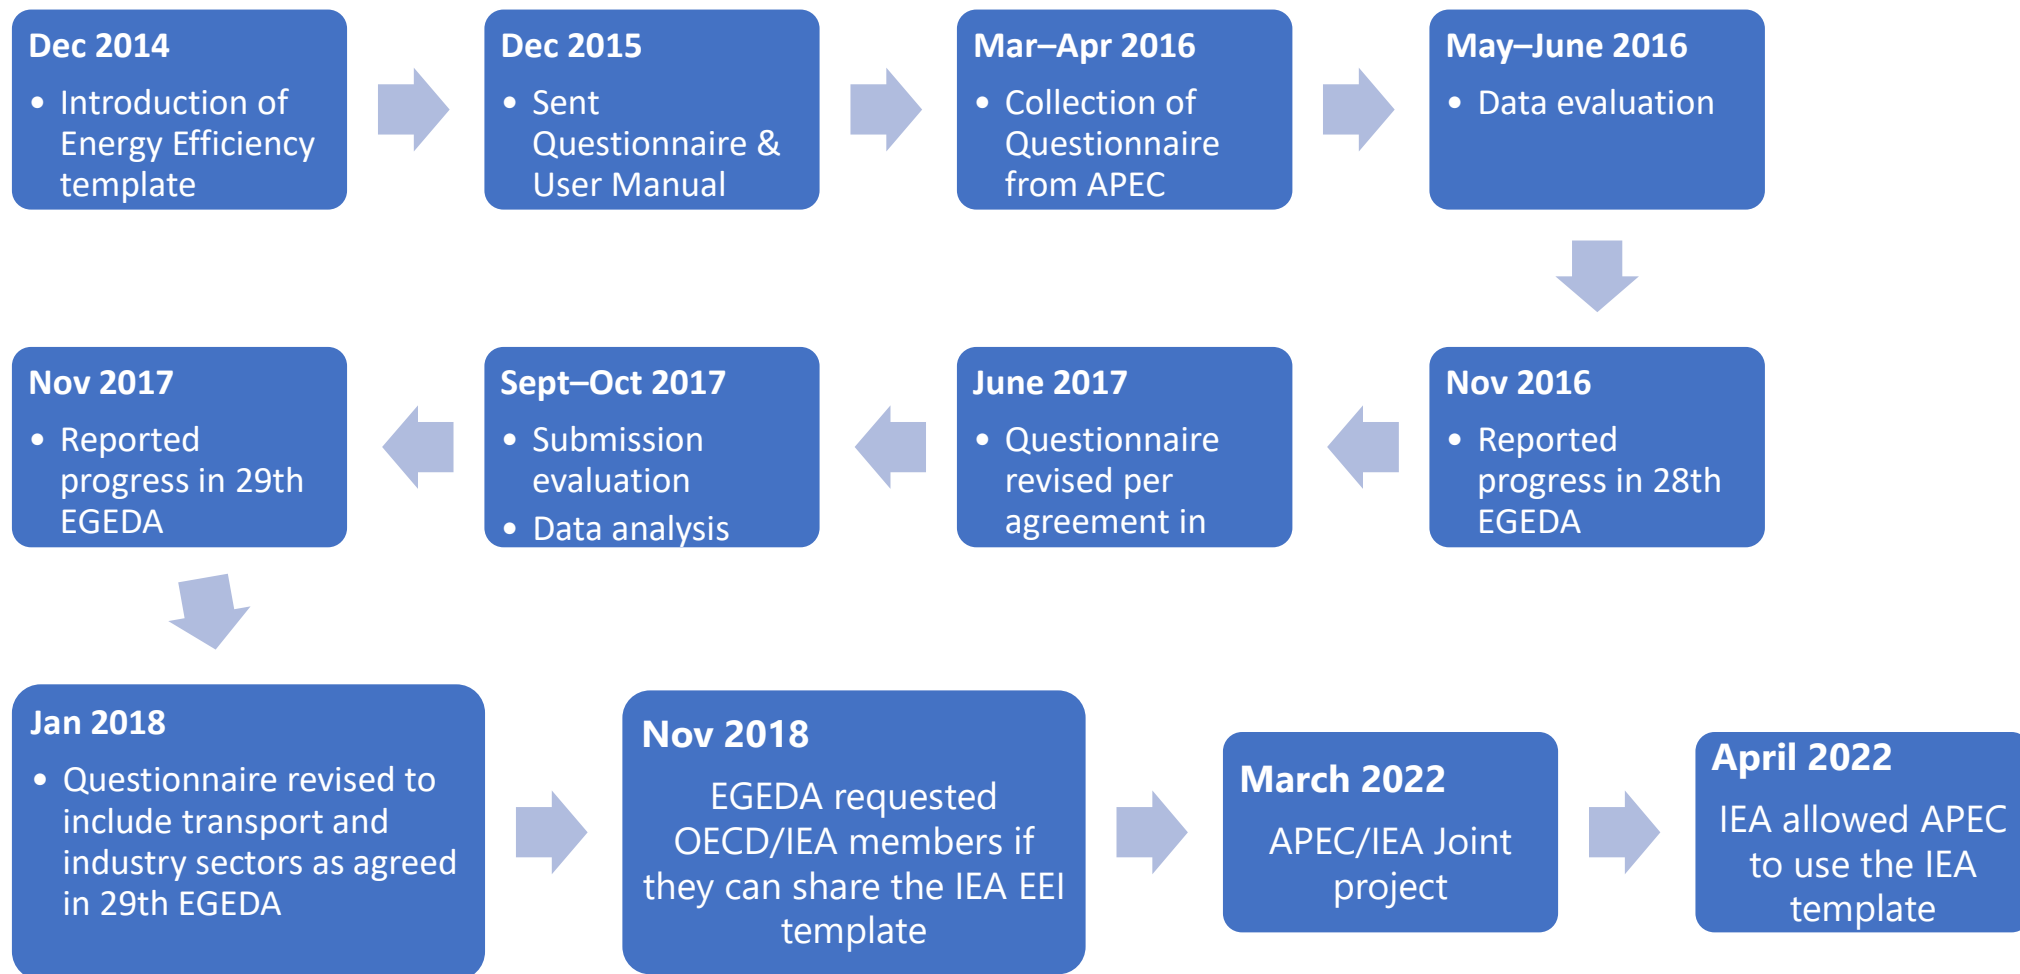 Dec 2014
• Introduction of
Energy Efficiency
template
Dec 2015
• Sent
Questionnaire &
User Manual
Mar–Apr 2016
• Collection of
Questionnaire
from APEC
May–June 2016
• Data evaluation
Nov 2016
• Reported
progress in 28th
EGEDA
June 2017
• Questionnaire
revised per
agreement in
Sept–Oct 2017
• Submission
evaluation
• Data analysis
Nov 2017
• Reported
progress in 29th
EGEDA
Jan 2018
• Questionnaire revised to
include transport and
industry sectors as agreed
in 29th EGEDA
Nov 2018
EGEDA requested
OECD/IEA members if
they can share the IEA EEI
template
March 2022
APEC/IEA Joint
project
April 2022
IEA allowed APEC
to use the IEA
template